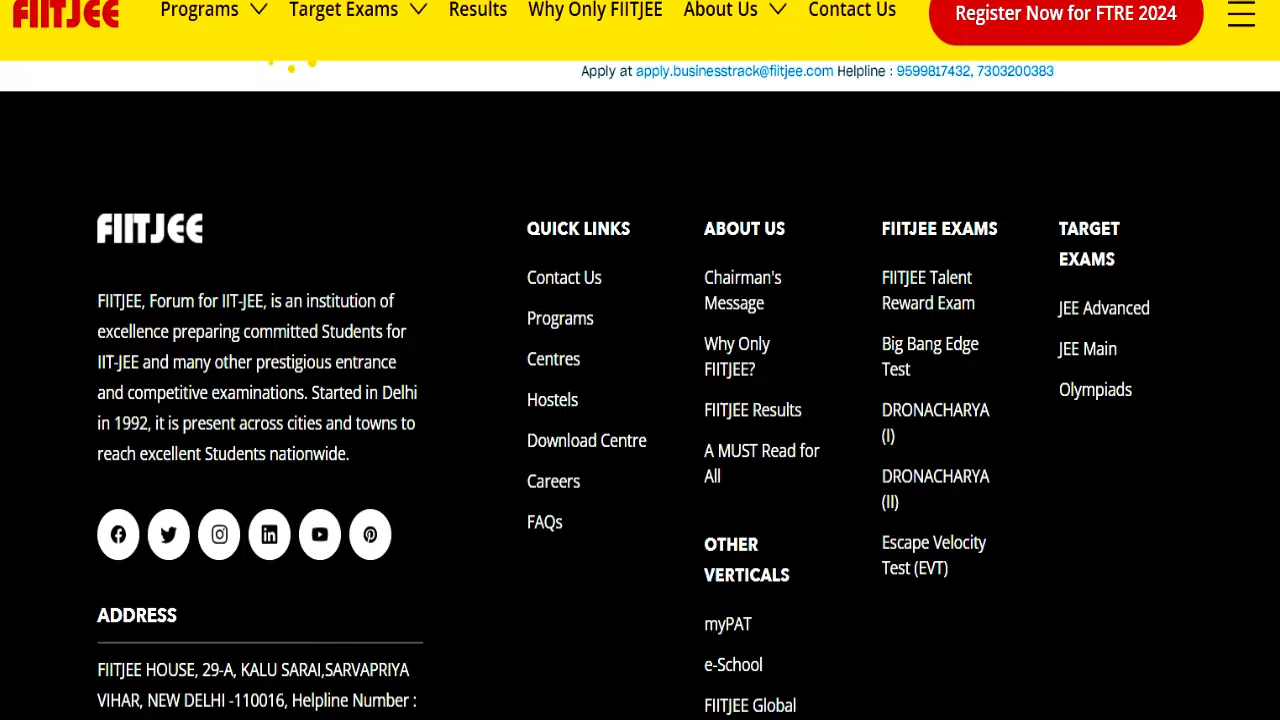 FIITJEE
Programs
Target Exams
Results
Why Only FIITJEE
About Us
Contact Us
Register Now for FTRE 2024
Apply at apply.businesstrack@fiitjee.com Helpline : 9599817432, 7303200383
FIITJEE
FIITJEE, Forum for IIT-JEE, is an institution of
excellence preparing committed Students for
IIT-JEE and many other prestigious entrance
and competitive examinations. Started in Delhi
in 1992, it is present across cities and towns to
reach excellent Students nationwide.
ADDRESS
FIITJEE HOUSE, 29-A, KALU SARAI,SARVAPRIYA
VIHAR, NEW DELHI -110016, Helpline Number :
QUICK LINKS
Contact Us
Programs
Centres
Hostels
Download Centre
Careers
FAQs
ABOUT US
Chairman's
Message
Why Only
FIITJEE?
FIITJEE Results
A MUST Read for
All
OTHER
VERTICALS
myPAT
e-School
FIITJEE Global
FIITJEE EXAMS
FIITJEE Talent
Reward Exam
Big Bang Edge
Test
DRONACHARYA
(I)
DRONACHARYA
(II)
Escape Velocity
Test (EVT)
TARGET
EXAMS
JEE Advanced
JEE Main
Olympiads